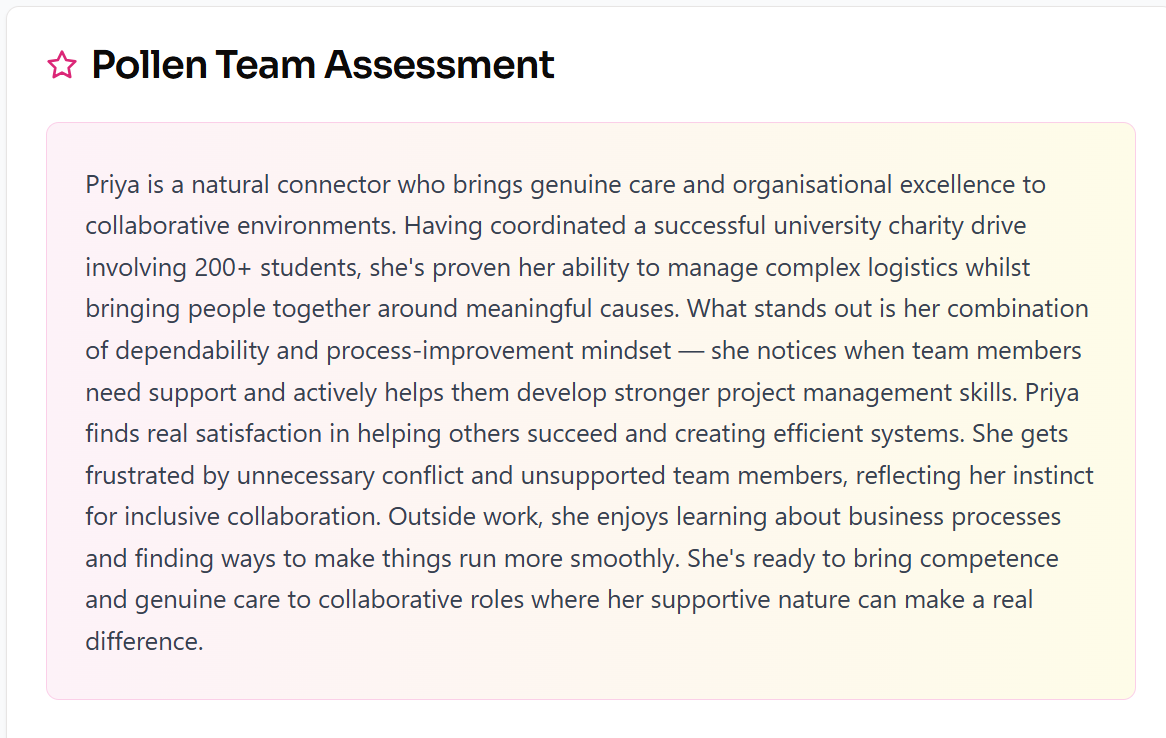 Pollen Team Assessment
Priya is a natural connector who brings genuine care and organisational excellence to
collaborative environments. Having coordinated a successful university charity drive
involving 200+ students, she's proven her ability to manage complex logistics whilst
bringing people together around meaningful causes. What stands out is her combination
of dependability and process-improvement mindset — she notices when team members
need support and actively helps them develop stronger project management skills. Priya
finds real satisfaction in helping others succeed and creating efficient systems. She gets
frustrated by unnecessary conflict and unsupported team members, reflecting her instinct
for inclusive collaboration. Outside work, she enjoys learning about business processes
and finding ways to make things run more smoothly. She's ready to bring competence
and genuine care to collaborative roles where her supportive nature can make a real
difference.